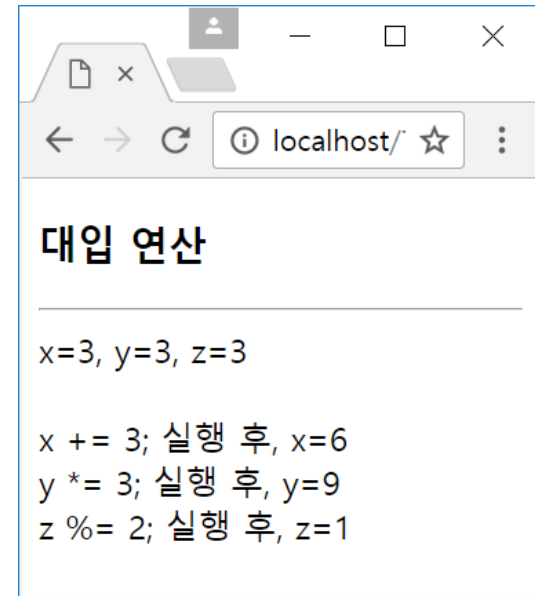 localhost/
대입 연산
x=3, y=3, z=3
x += 3; 실행 후, x=6
y *= 3; 실행 후, y=9
z %= 2; 실행 후, z=1